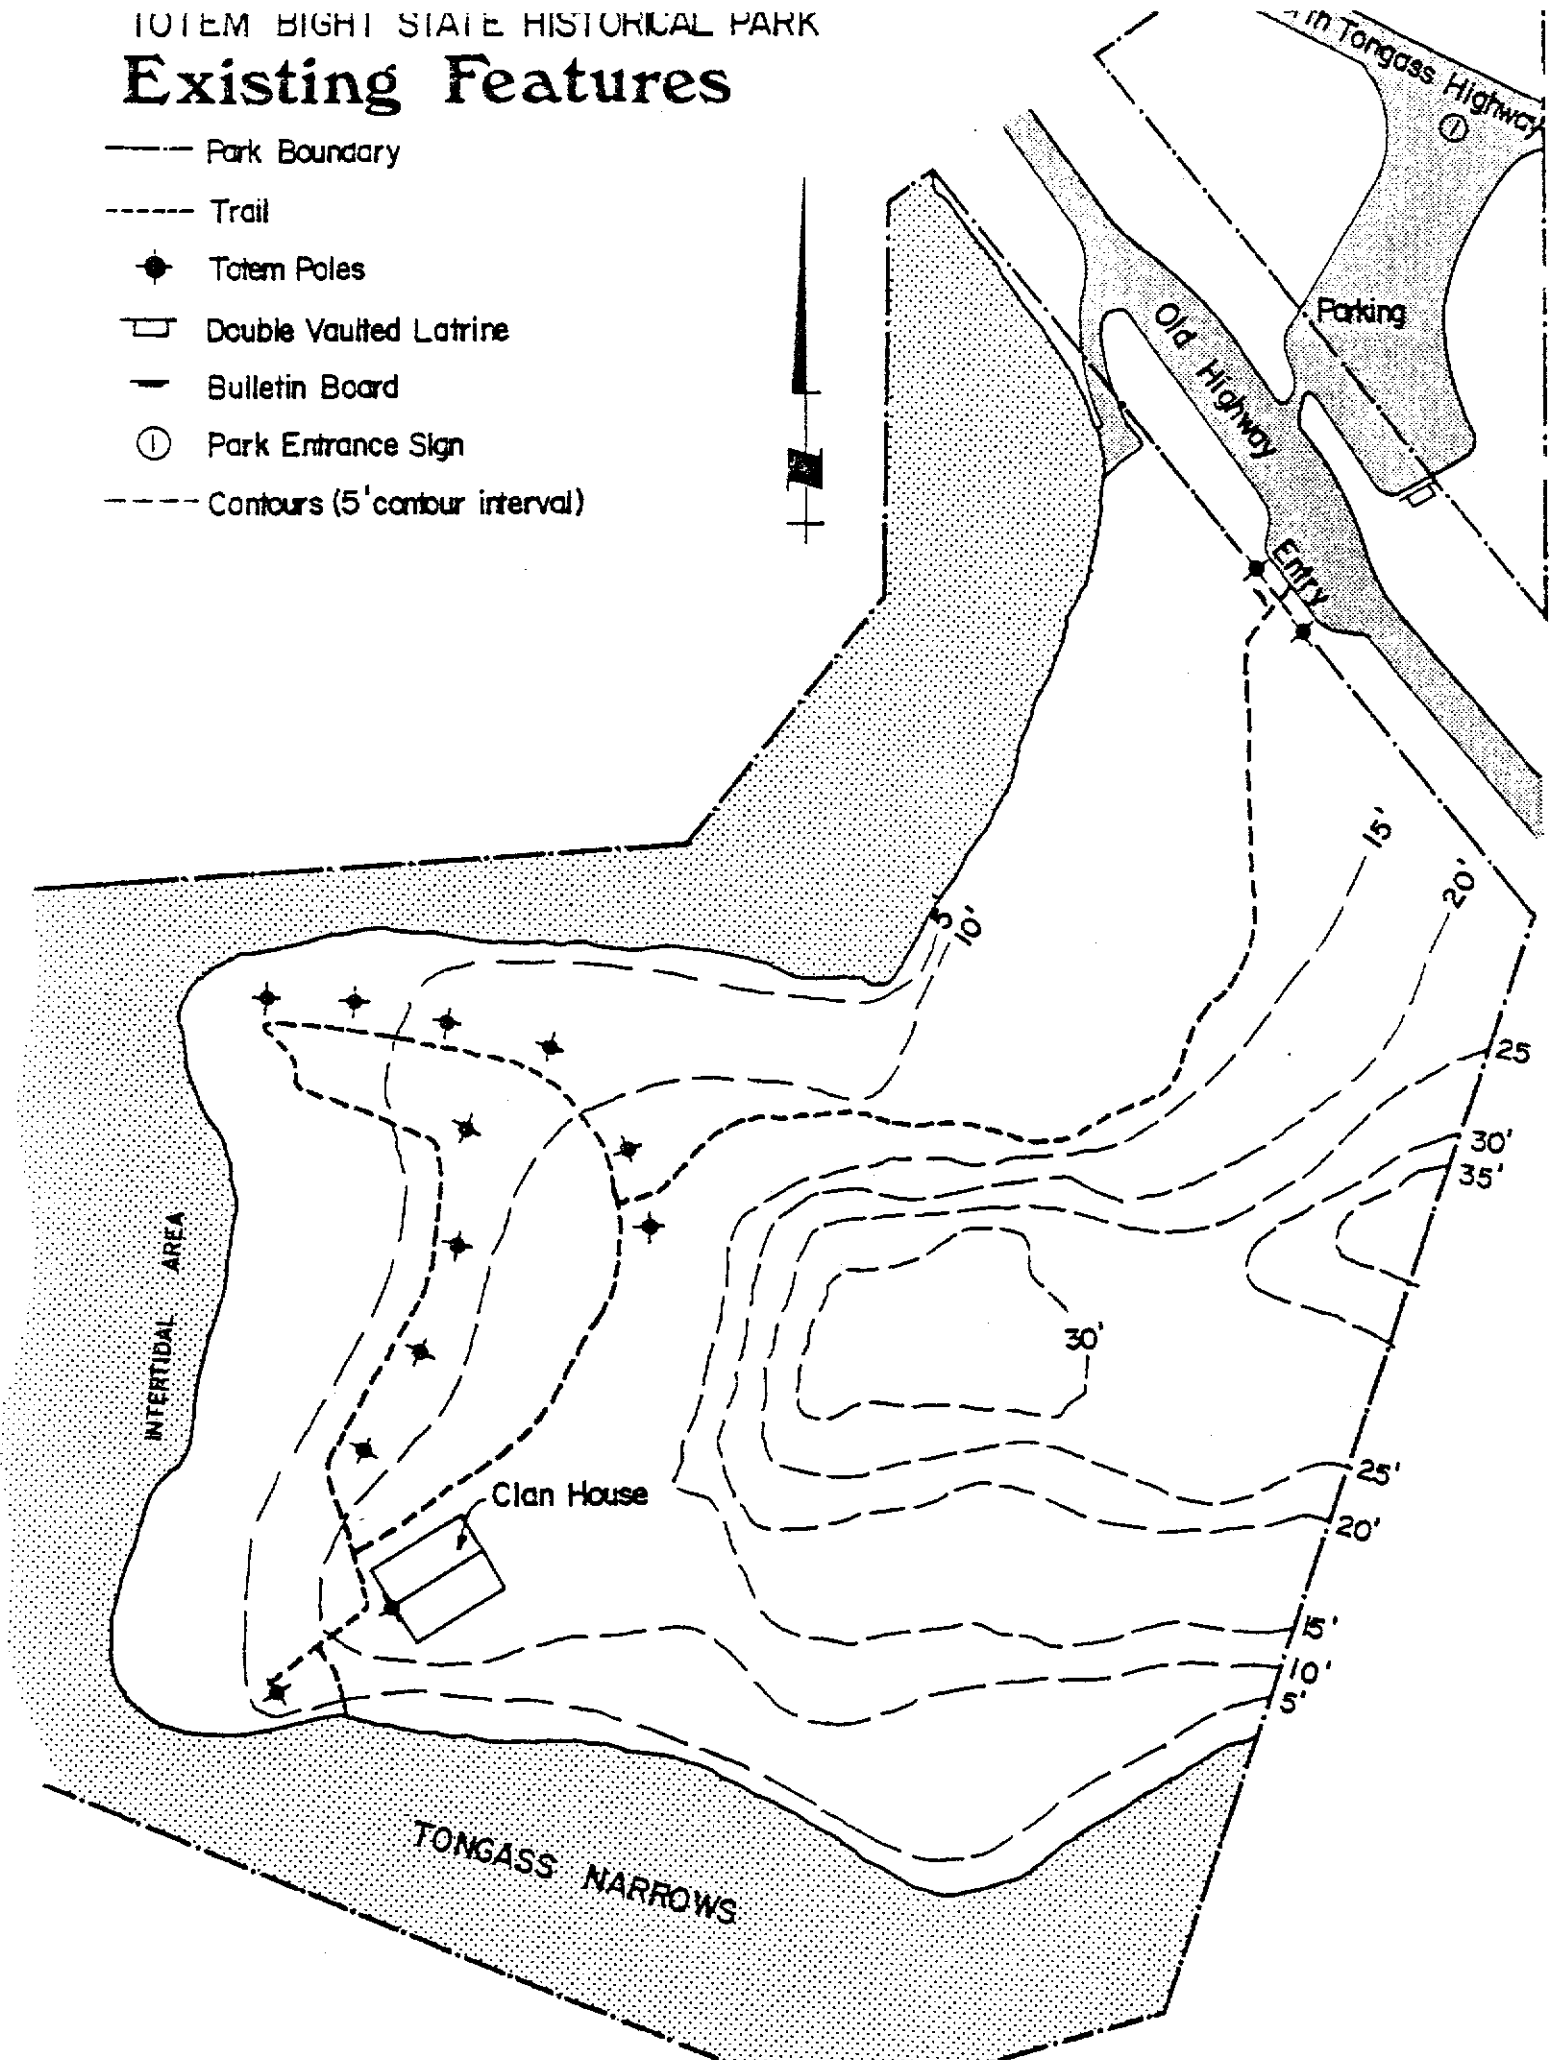 TOTEM BIGHT STATE HISTORICAL PARK
Existing Features
Park Boundary
Trail
Totem Poles
Double Vaulted Latrine
Bulletin Board
Park Entrance Sign
Contours (5' contour interval)
Tongass Highway
Parking
Old Highway
Entry
15'
20'
5'
10'
25
30'
35'
30'
INTERTIDAL AREA
Clan House
25'
20'
15'
10'
5'
TONGASS NARROWS